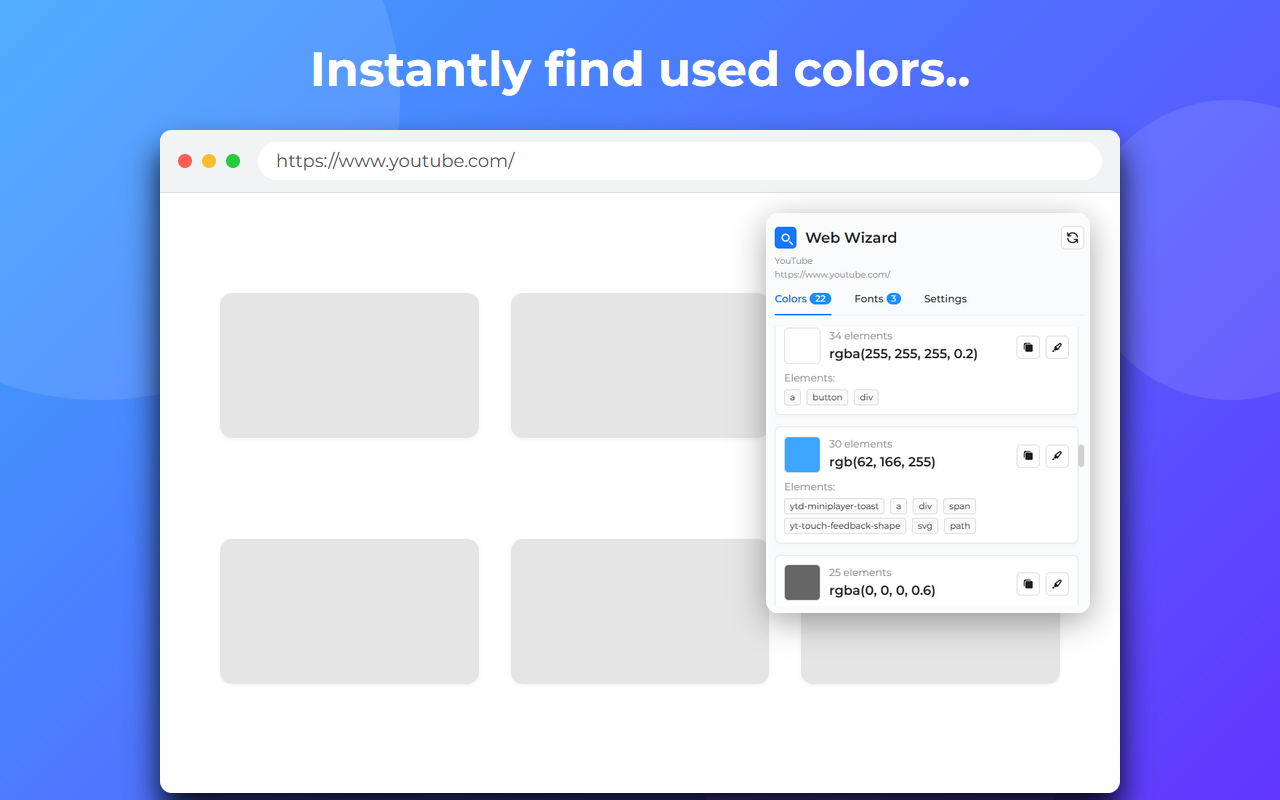 Instantly find used colors..
https://www.youtube.com/
Web Wizard
YouTube
https://www.youtube.com/
Colors 22 Fonts 3 Settings
34 elements
rgba(255, 255, 255, 0.2)
Elements:
a button div
30 elements
rgb(62, 166, 255)
Elements:
ytd-miniplayer-toast a div span
yt-touch-feedback-shape svg path
25 elements
rgba(0, 0, 0, 0.6)